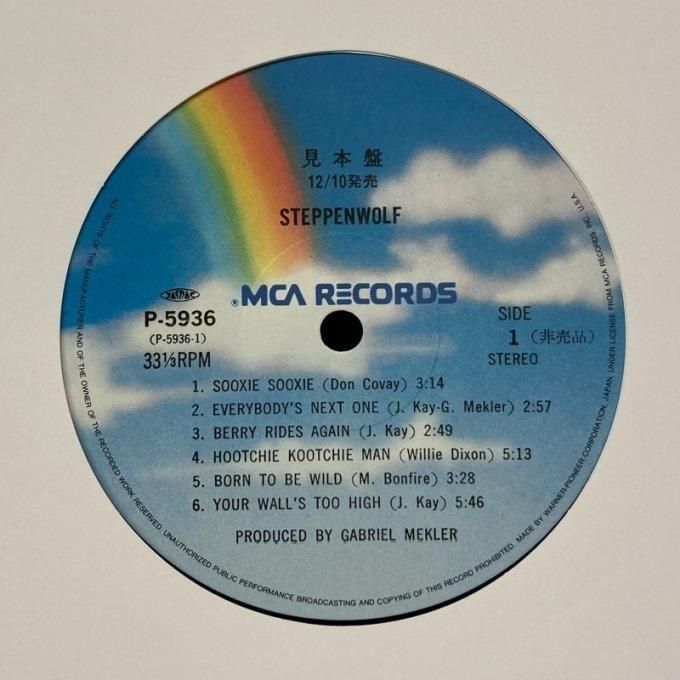 見本盤
12/10発売
STEPPENWOLF
JASRAC
® MCA RECORDS
P-5936
(P-5936-1)
33⅓RPM
SIDE
1 (非売品)
STEREO
1. SOOXIE SOOXIE (Don Covay) 3:14
2. EVERYBODY'S NEXT ONE (J. Kay-G. Mekler) 2:57
3. BERRY RIDES AGAIN (J. Kay) 2:49
4. HOOTCHIE KOOTCHIE MAN (Willie Dixon) 5:13
5. BORN TO BE WILD (M. Bonfire) 3:28
6. YOUR WALL'S TOO HIGH (J. Kay) 5:46
PRODUCED BY GABRIEL MEKLER
ALL RIGHTS OF THE MANUFACTURER AND OF THE OWNER OF THE RECORDED WORK RESERVED. UNAUTHORIZED PUBLIC PERFORMANCE BROADCASTING AND COPYING OF THIS RECORD PROHIBITED. MADE BY WARNER-PIONEER CORPORATION, JAPAN, UNDER LICENSE FROM MCA RECORDS INC. U.S.A.